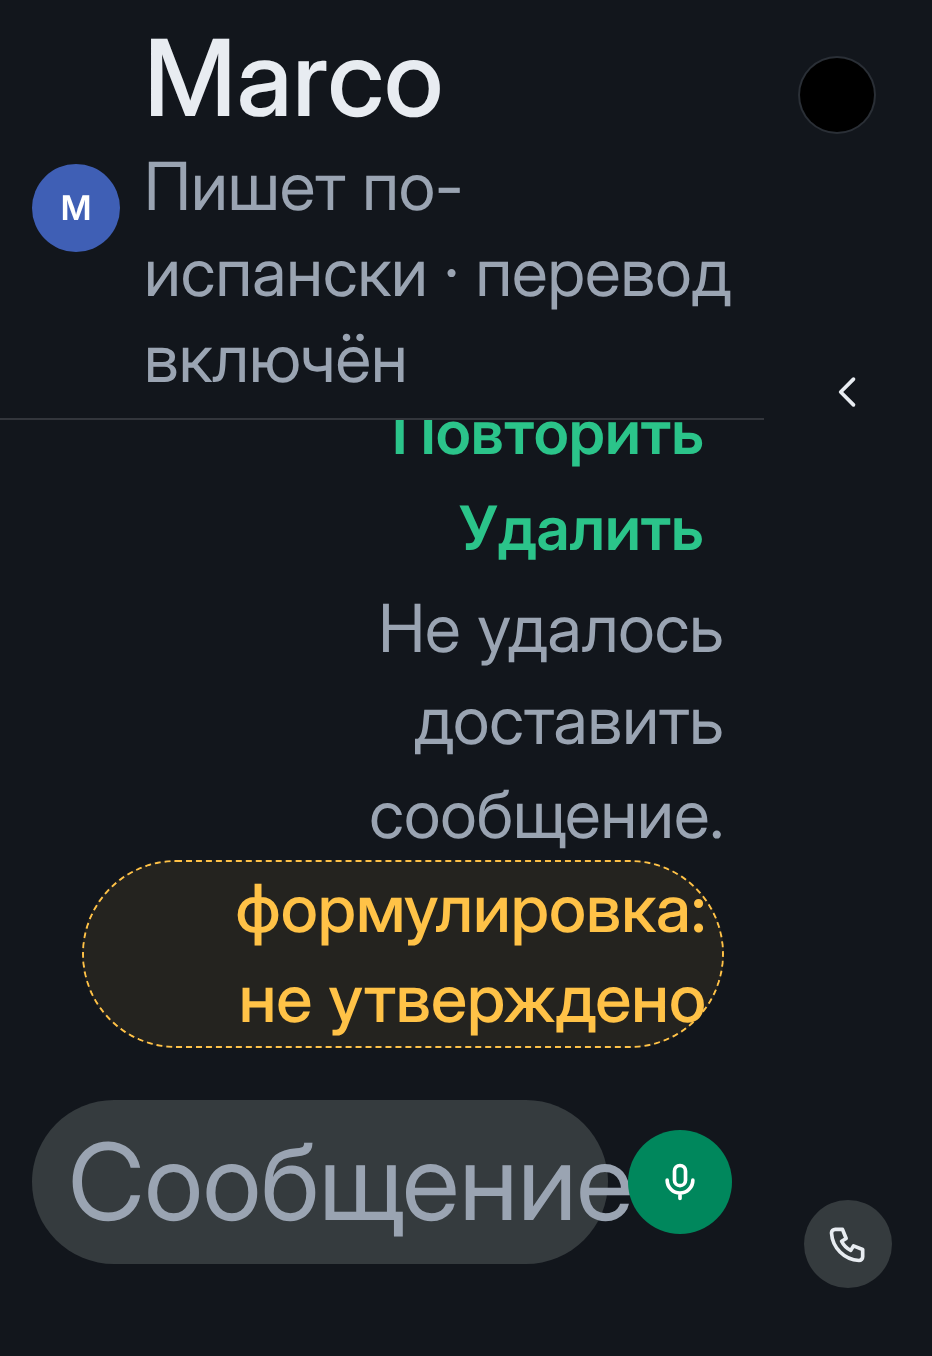 Marco
M
Пишет по-
испански · перевод
включён
Повторить
Удалить
Не удалось
доставить
сообщение.
формулировка:
не утверждено
Сообщение